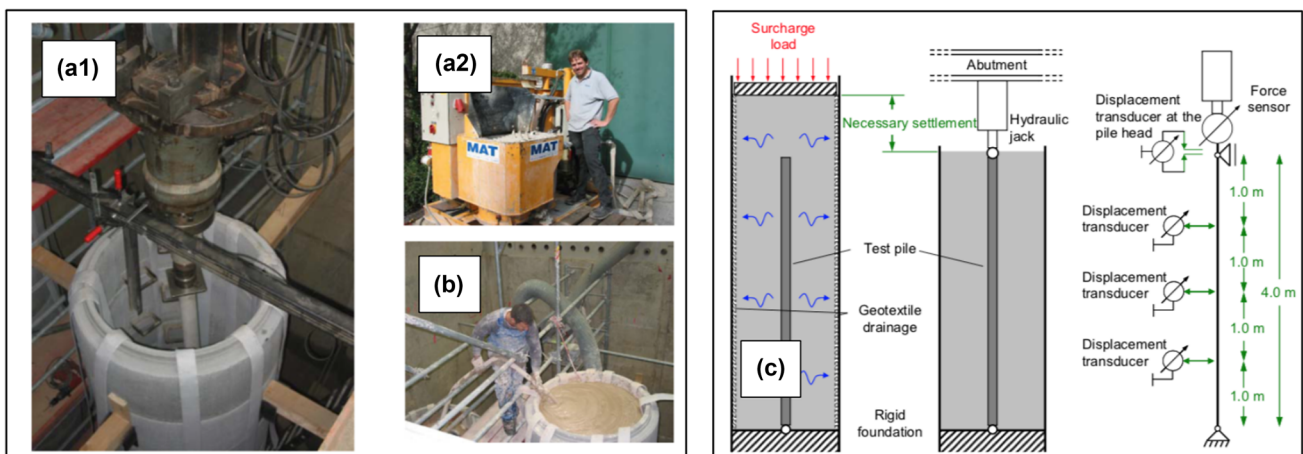 (a1)
(a2)
MAT
MAT
(b)
Surcharge
load
Abutment
Necessary settlement
Hydraulic
jack
Displacement
transducer at the
pile head
Force
sensor
1.0 m
Displacement
transducer
Test pile
1.0 m
Displacement
transducer
4.0 m
Geotextile
drainage
1.0 m
Displacement
transducer
(c)
1.0 m
Rigid
foundation